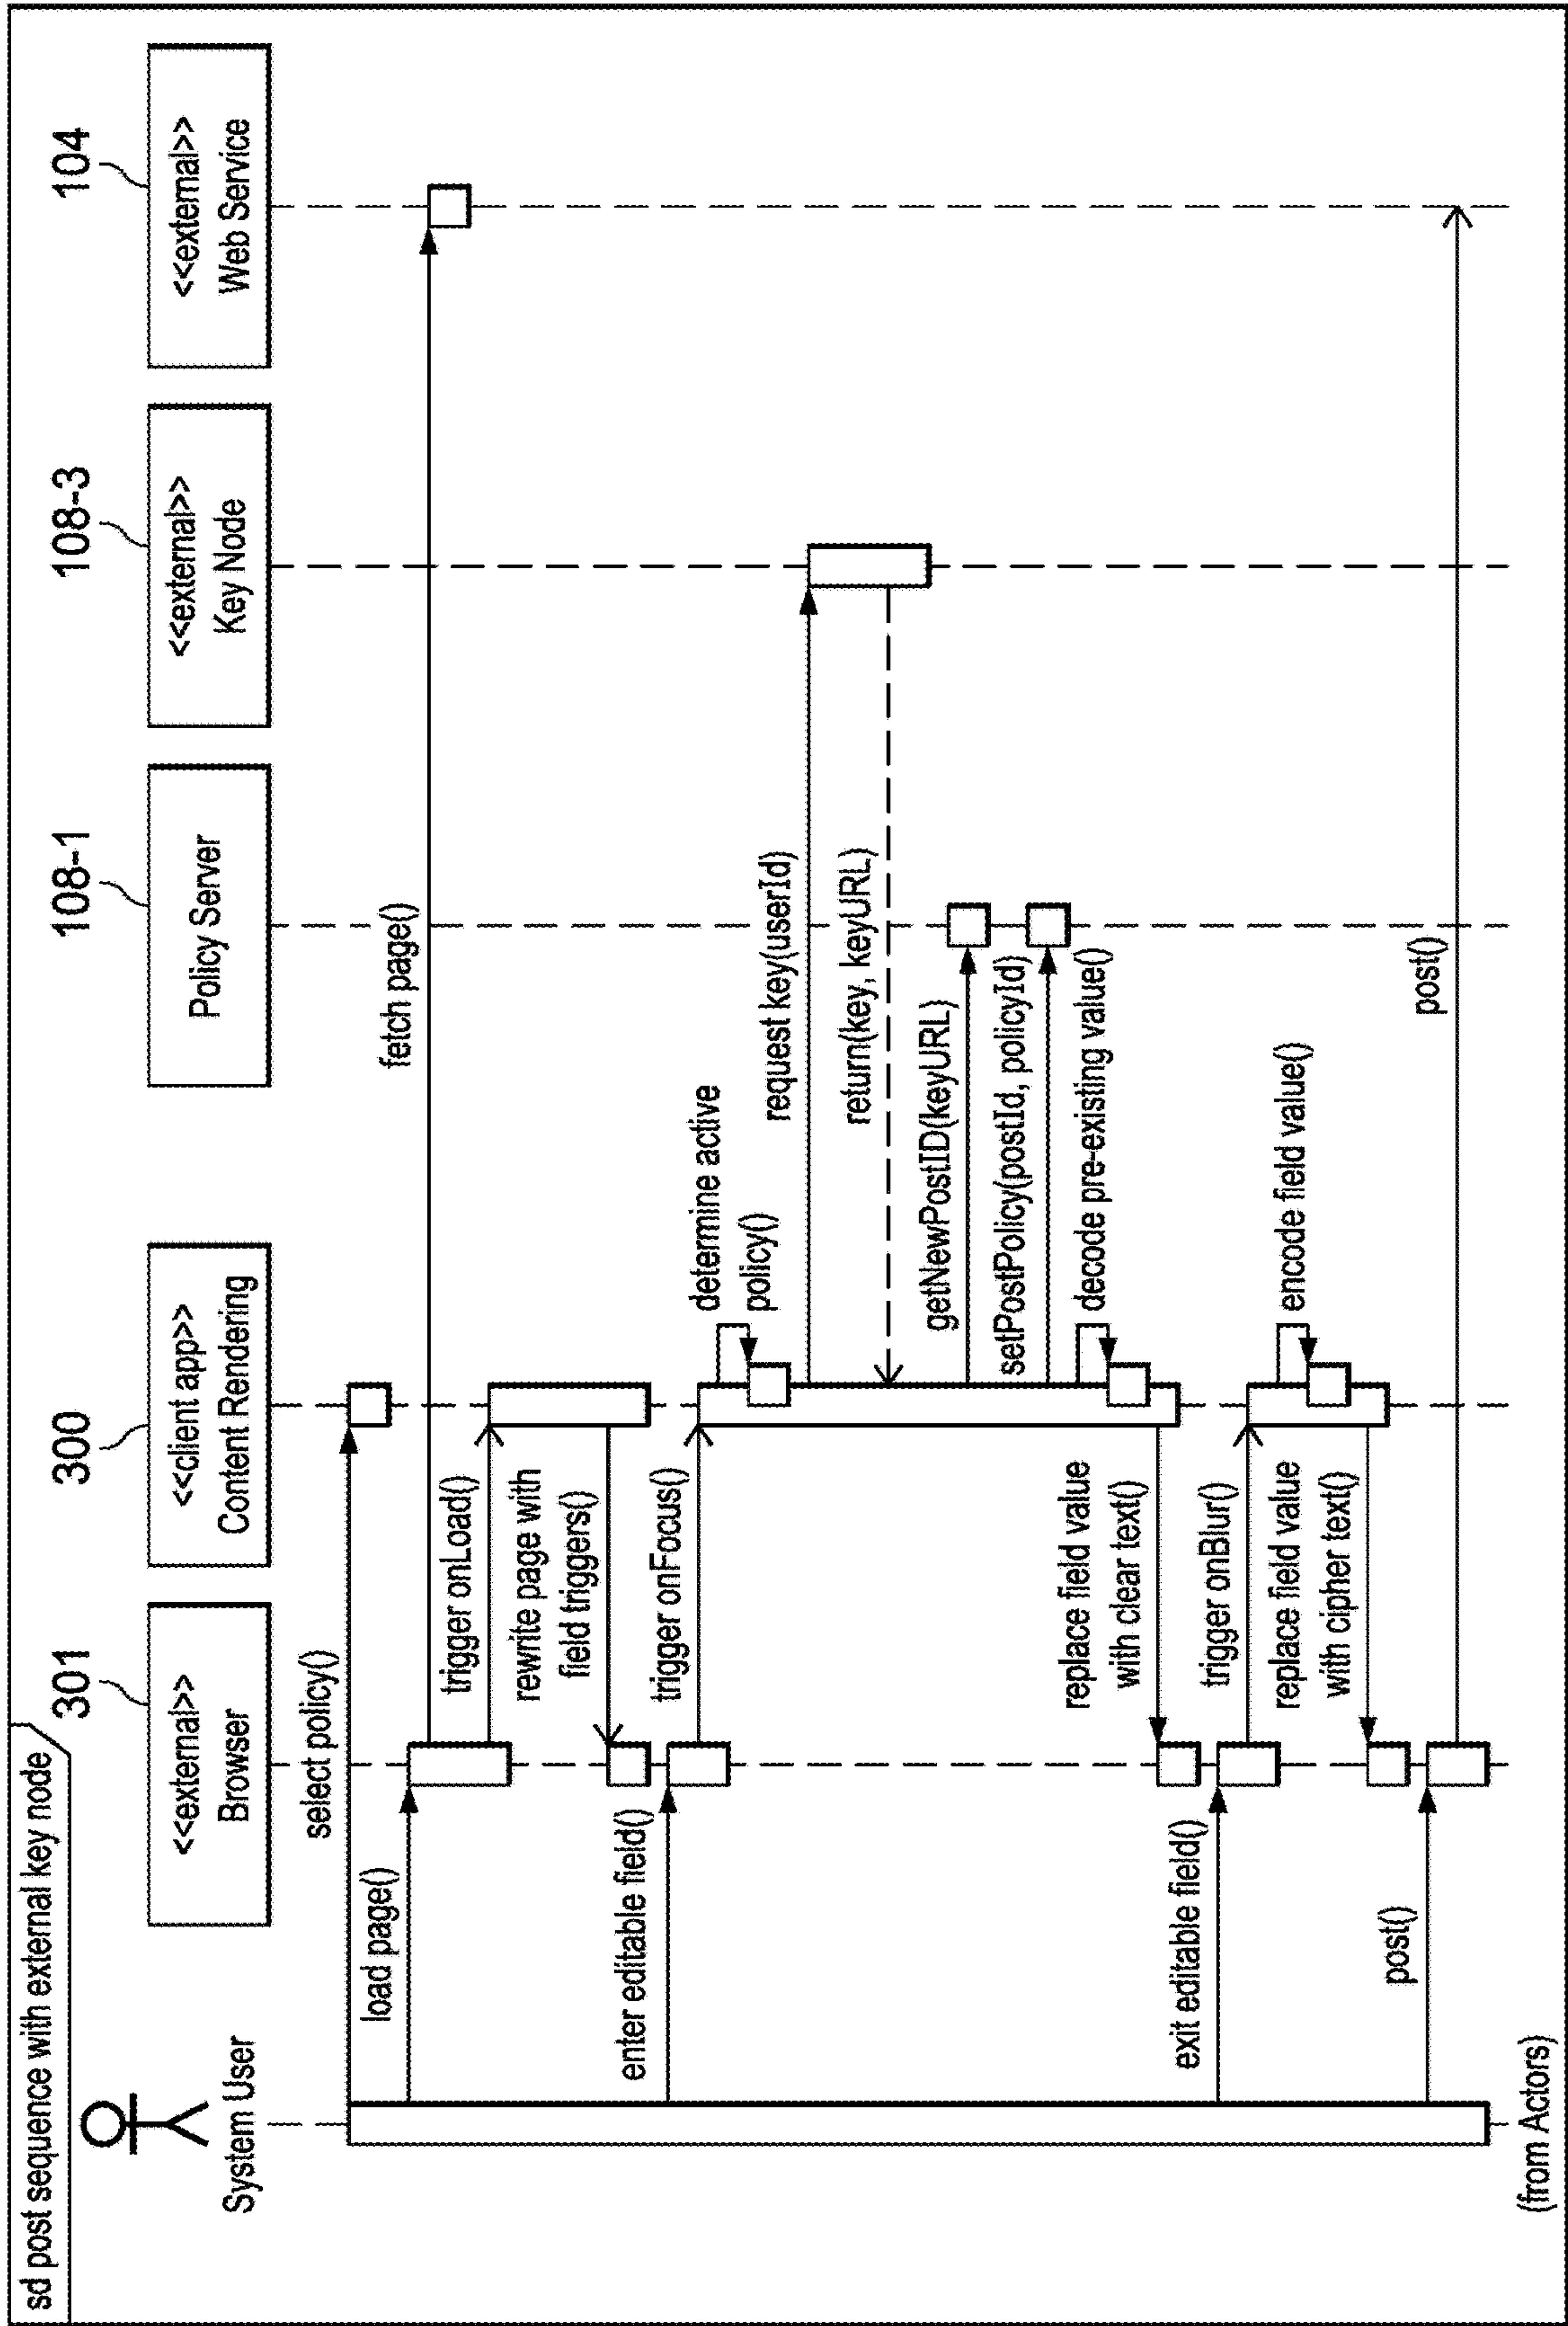 sd post sequence with external key node
System User
301
<<external>>
Browser
300
<<client app>>
Content Rendering
108-1
Policy Server
108-3
<<external>>
Key Node
104
<<external>>
Web Service
select policy()
load page()
fetch page()
trigger onLoad()
rewrite page with
field triggers()
enter editable field()
trigger onFocus()
determine active
policy()
request key(userId)
return(key, keyURL)
getNewPostID(keyURL)
setPostPolicy(postId, policyId)
decode pre-existing value()
replace field value
with clear text()
exit editable field()
trigger onBlur()
encode field value()
replace field value
with cipher text()
post()
post()
(from Actors)